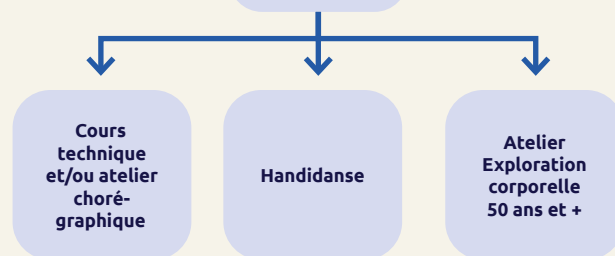 Cours
technique
et/ou atelier
choré-
graphique
Handidanse
Atelier
Exploration
corporelle
50 ans et +